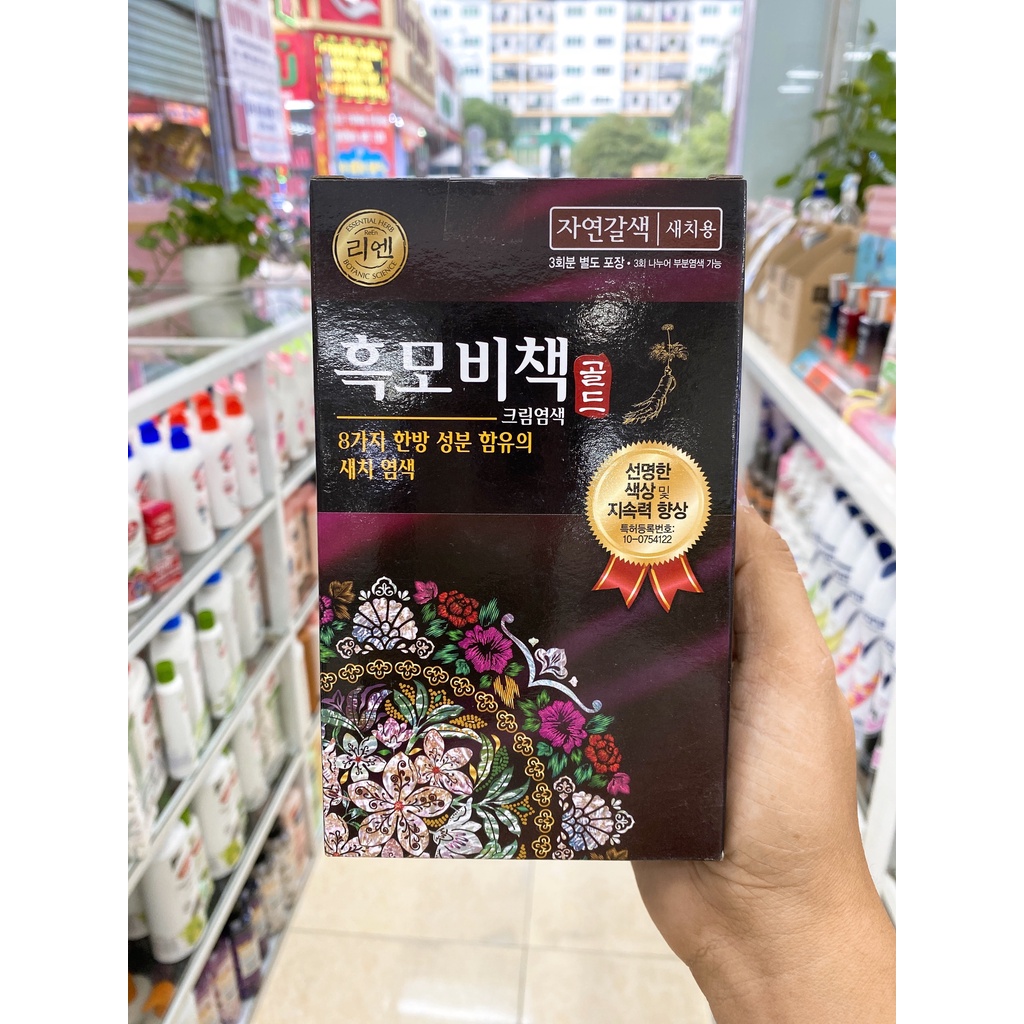 ESSENTIAL HERB
ReEn
리엔
BOTANIC SCIENCE
자연갈색 | 새치용
3회분 별도 포장 • 3회 나누어 부분염색 가능
흑모비책
골드
크림염색
8가지 한방 성분 함유의
새치 염색
선명한
색상 및
지속력 향상
특허등록번호:
10-0754122